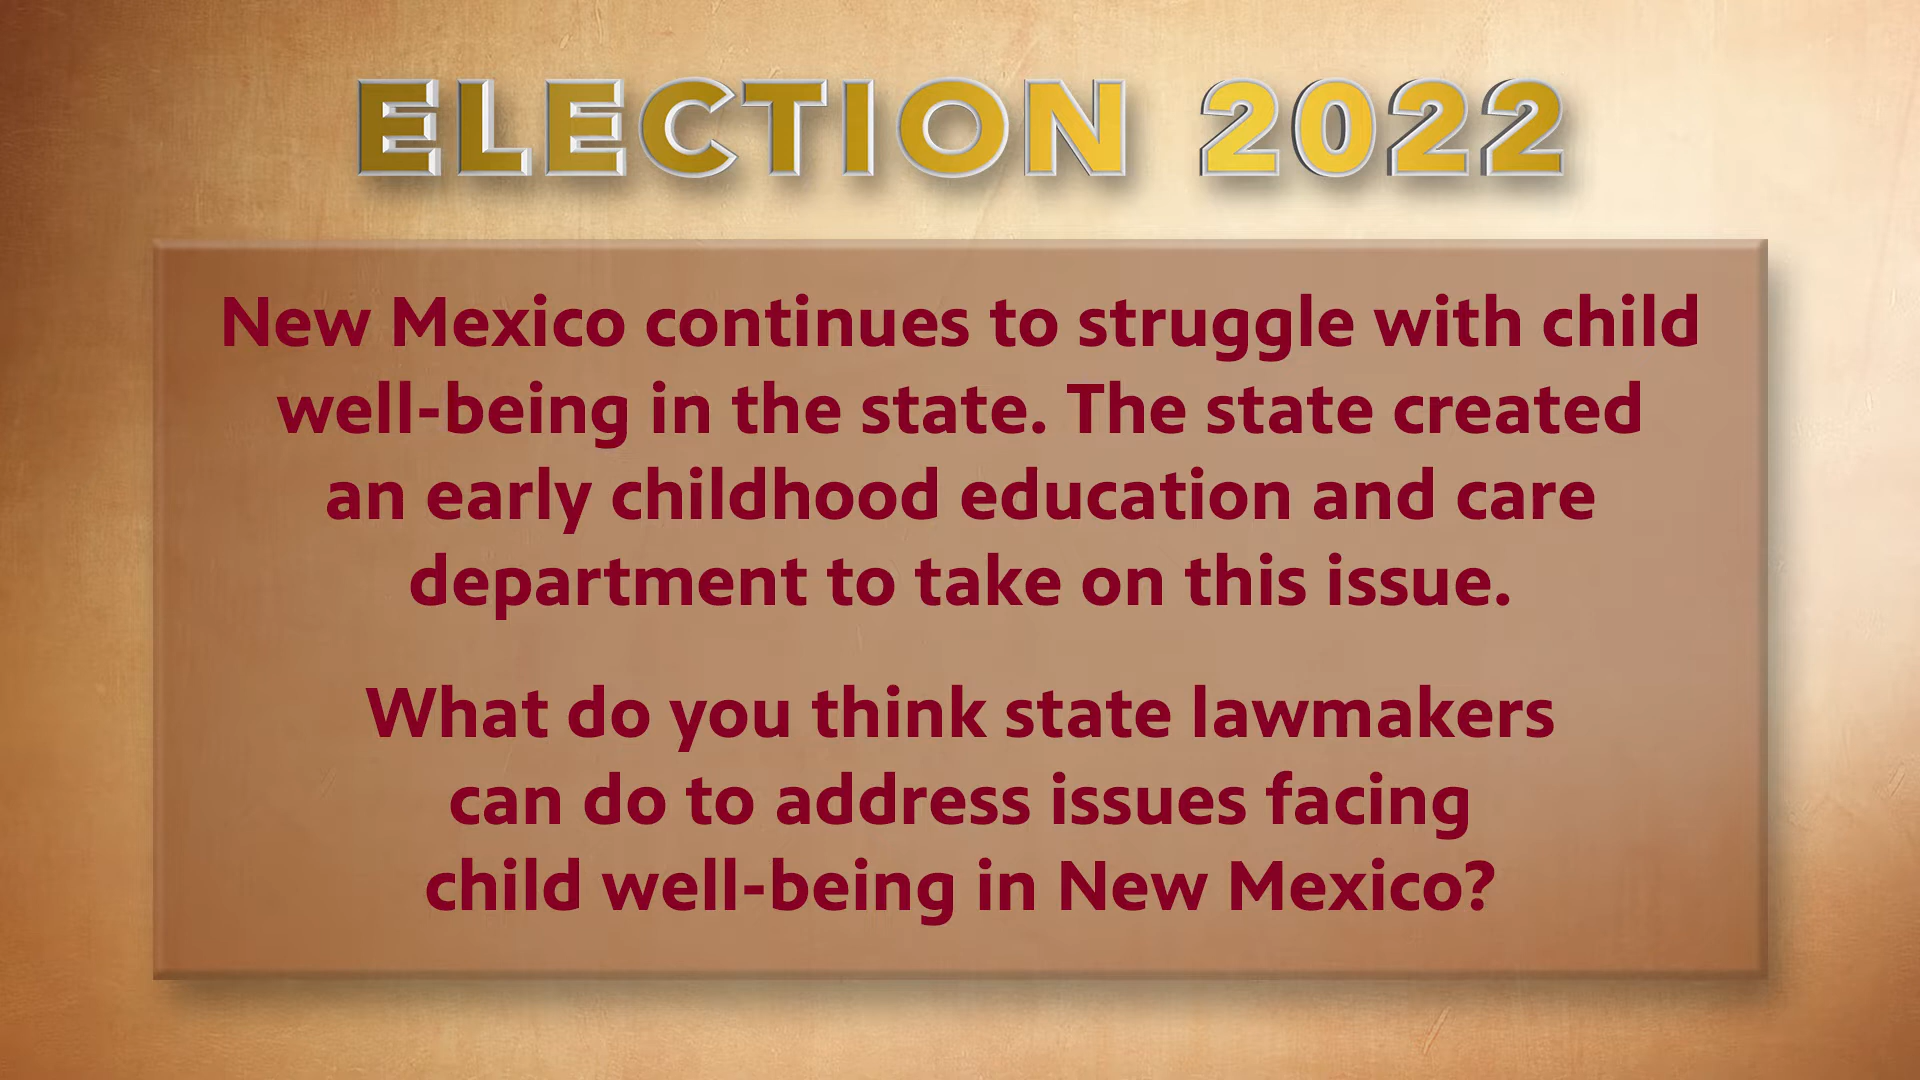 ELECTION 2022
New Mexico continues to struggle with child
well-being in the state. The state created
an early childhood education and care
department to take on this issue.
What do you think state lawmakers
can do to address issues facing
child well-being in New Mexico?